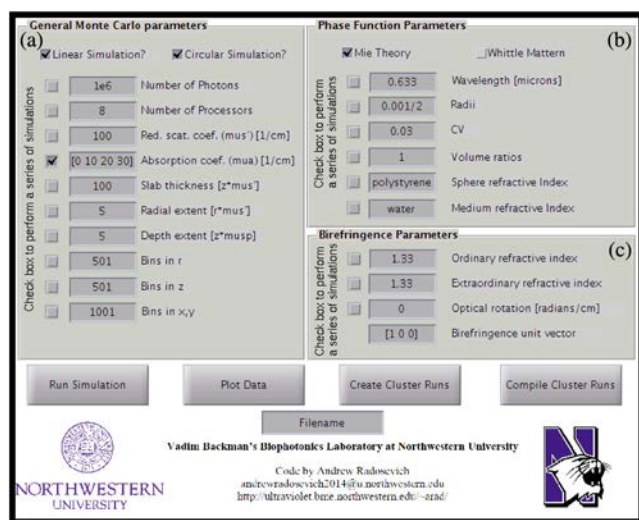 General Monte Carlo parameters
(a)
Linear Simulation?
Circular Simulation?
Check box to perform a series of simulations
1e6 Number of Photons
8 Number of Processors
100 Red. scat. coef. (mus') [1/cm]
[0 10 20 30] Absorption coef. (mua) [1/cm]
100 Slab thickness [z*mus']
5 Radial extent [r*mus']
5 Depth extent [z*musp]
501 Bins in r
501 Bins in z
1001 Bins in x,y
Phase Function Parameters
(b)
Mie Theory
Whittle Mattern
Check box to perform
a series of simulations
0.633 Wavelength [microns]
0.001/2 Radii
0.03 CV
1 Volume ratios
polystyrene Sphere refractive Index
water Medium refractive Index
Birefringence Parameters
(c)
Check box to perform
a series of simulations
1.33 Ordinary refractive index
1.33 Extraordinary refractive index
0 Optical rotation [radians/cm]
[1 0 0] Birefringence unit vector
Run Simulation
Plot Data
Create Cluster Runs
Compile Cluster Runs
Filename
Vadim Backman's Biophotonics Laboratory at Northwestern University
Code by Andrew Radosevich
andrewradosevich2014@u.northwestern.edu
http://ultraviolet.bme.northwestern.edu/~arad/
NORTHWESTERN
UNIVERSITY
N